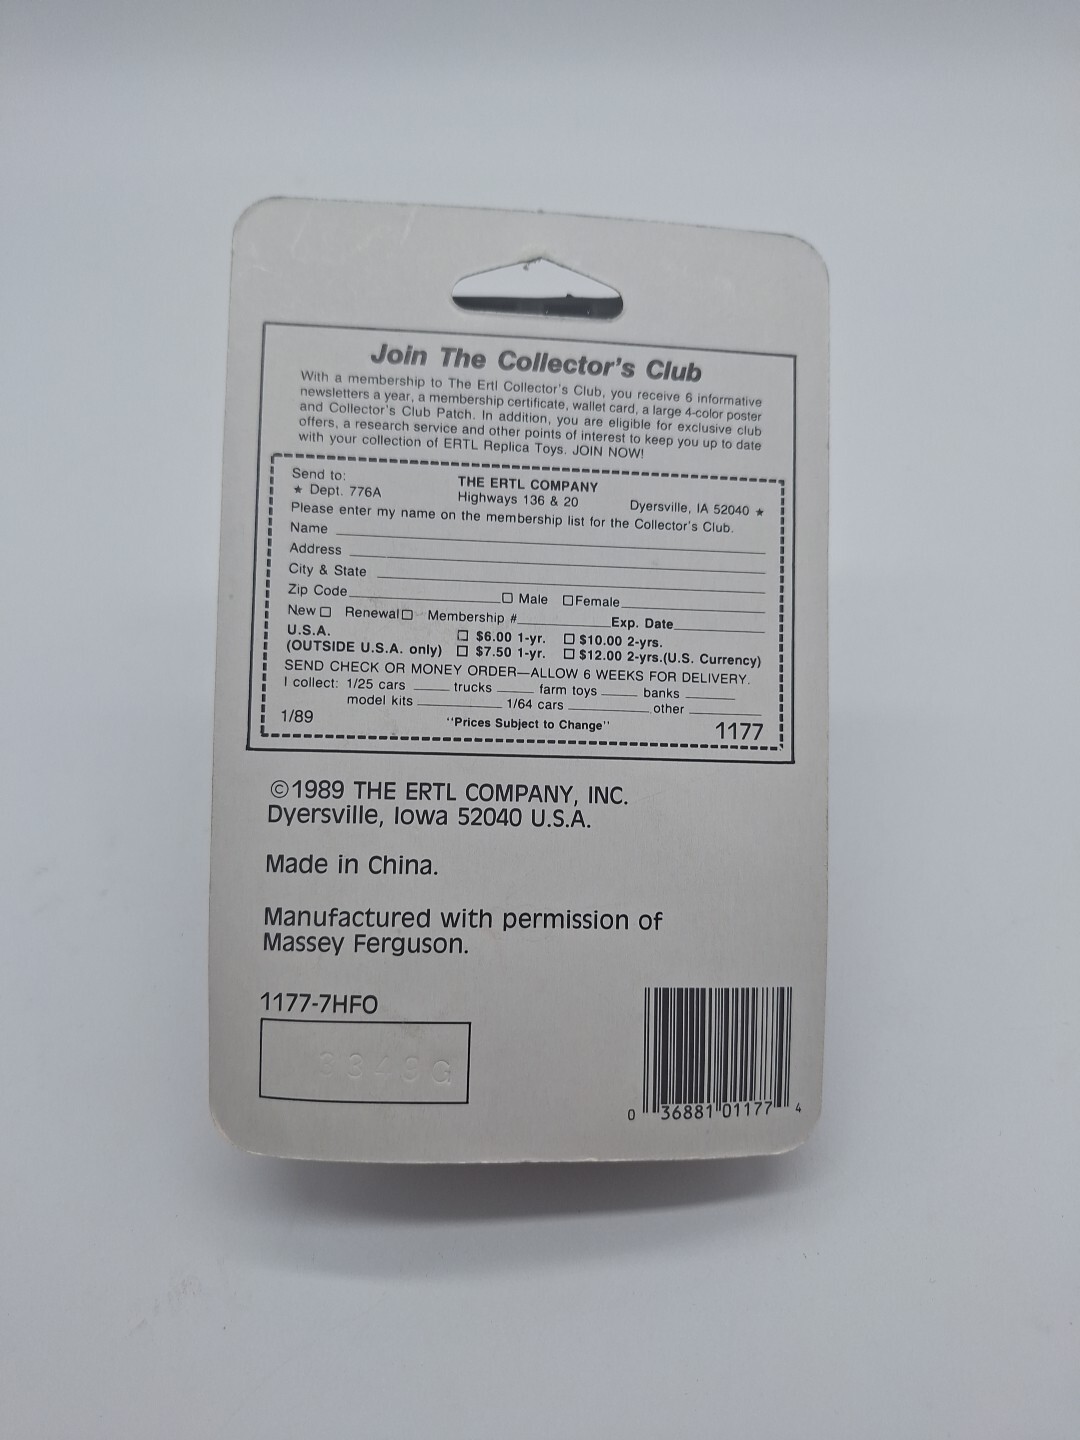 Join The Collector's Club
With a membership to The Ertl Collector's Club, you receive 6 informative
newsletters a year, a membership certificate, wallet card, a large 4-color poster
and Collector's Club Patch. In addition, you are eligible for exclusive club
offers, a research service and other points of interest to keep you up to date
with your collection of ERTL Replica Toys. JOIN NOW!
Send to: THE ERTL COMPANY
★ Dept. 776A Highways 136 & 20 Dyersville, IA 52040 ★
Please enter my name on the membership list for the Collector's Club.
Name
Address
City & State
Zip Code ☐ Male ☐ Female
New ☐ Renewal ☐ Membership # Exp. Date
U.S.A. ☐ $6.00 1-yr. ☐ $10.00 2-yrs.
(OUTSIDE U.S.A. only) ☐ $7.50 1-yr. ☐ $12.00 2-yrs.(U.S. Currency)
SEND CHECK OR MONEY ORDER—ALLOW 6 WEEKS FOR DELIVERY.
I collect: 1/25 cars trucks farm toys banks
model kits 1/64 cars other
1/89 "Prices Subject to Change" 1177
©1989 THE ERTL COMPANY, INC.
Dyersville, Iowa 52040 U.S.A.
Made in China.
Manufactured with permission of
Massey Ferguson.
1177-7HFO
0 36881 01177 4